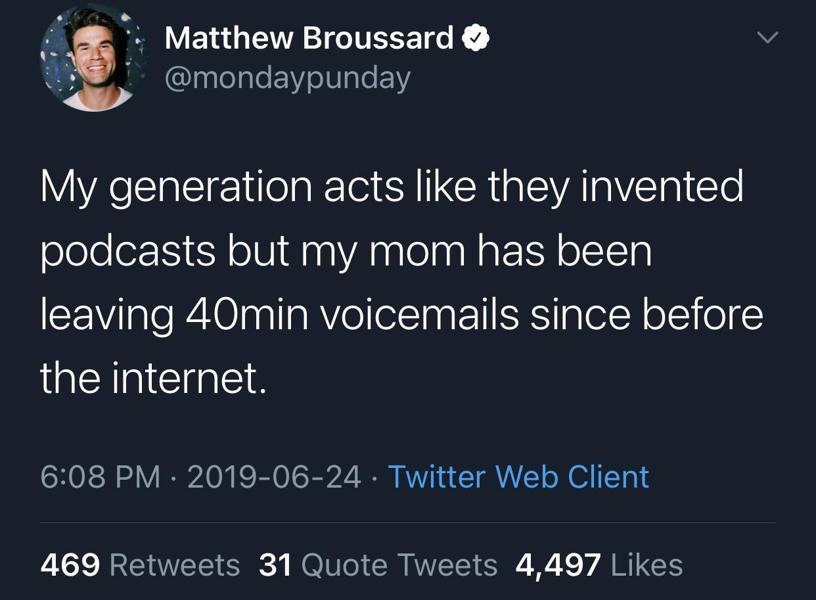 Matthew Broussard
@mondaypunday
My generation acts like they invented
podcasts but my mom has been
leaving 40min voicemails since before
the internet.
6:08 PM · 2019-06-24 · Twitter Web Client
469 Retweets 31 Quote Tweets 4,497 Likes